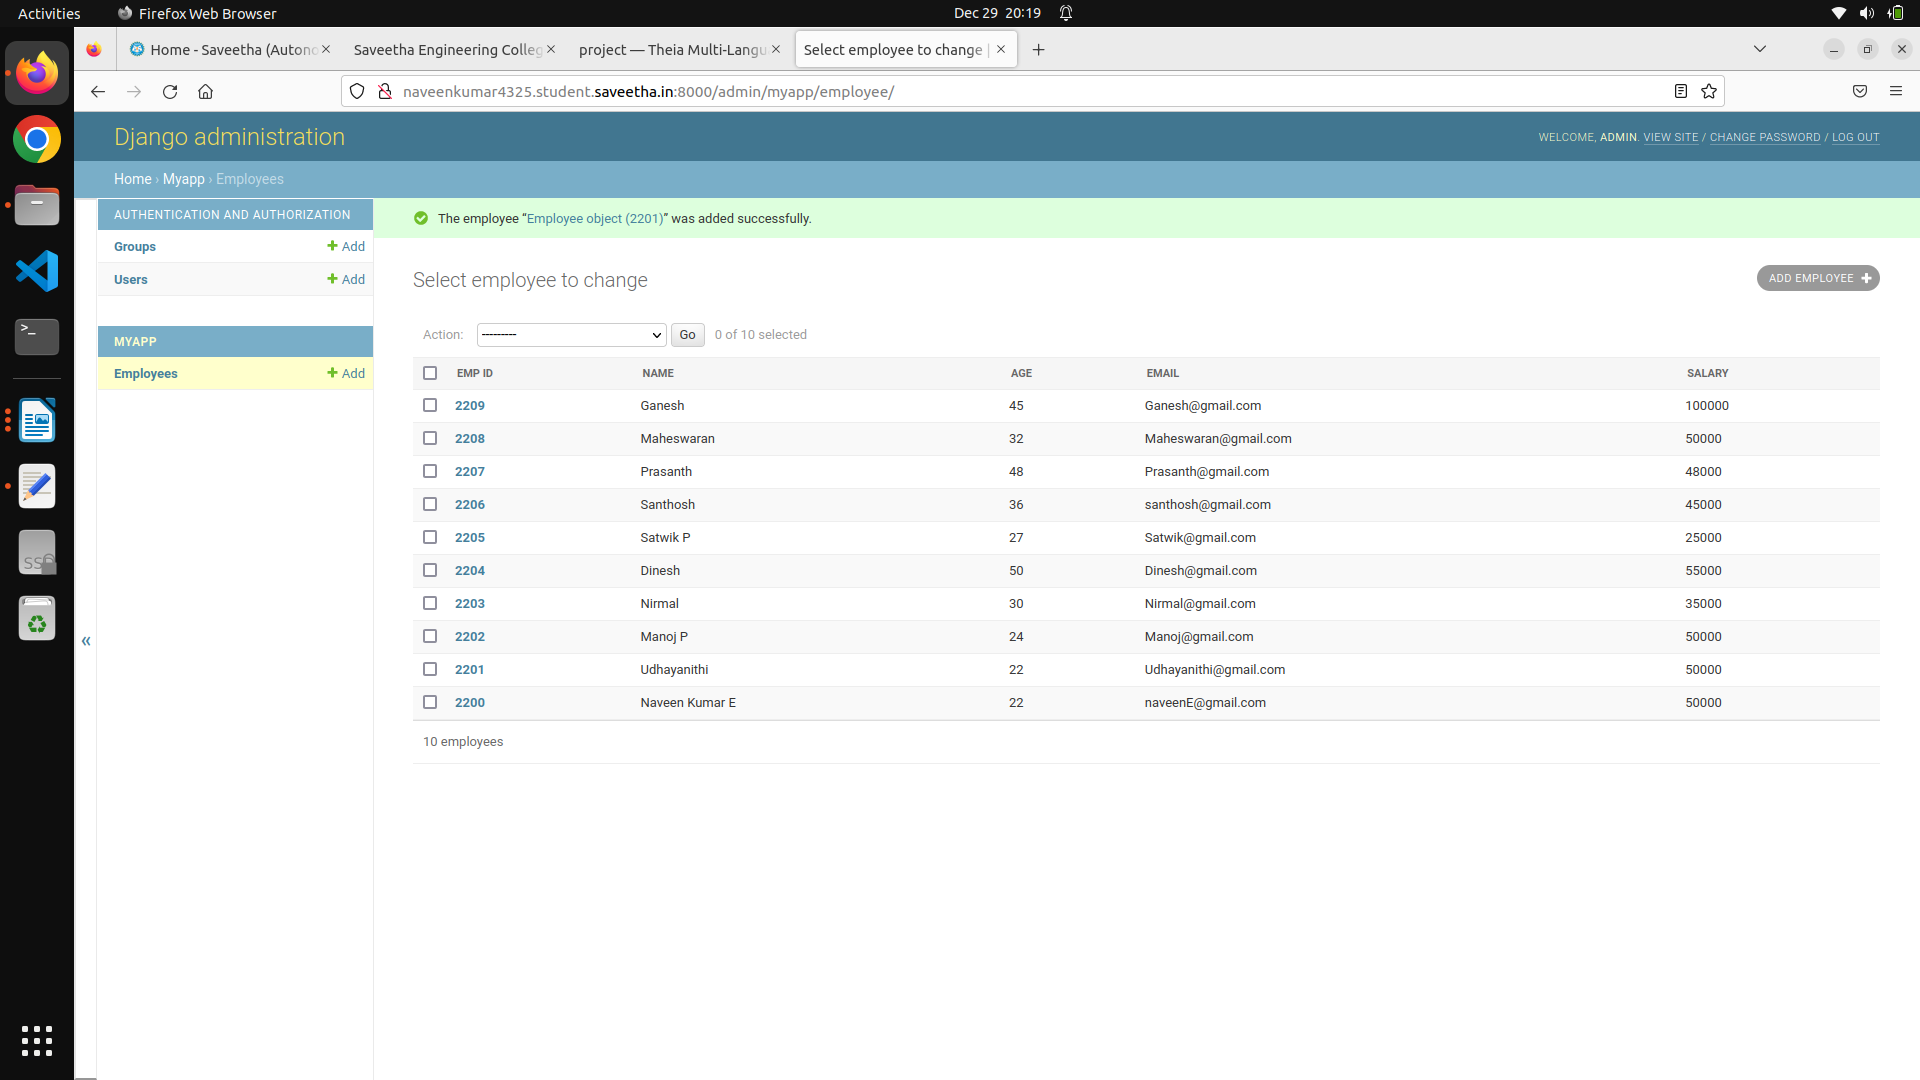 Activities Firefox Web Browser Dec 29 20:19
Home - Saveetha (Autono Saveetha Engineering Colleg project — Theia Multi-Langu Select employee to change |
naveenkumar4325.student.saveetha.in:8000/admin/myapp/employee/
Django administration WELCOME, ADMIN. VIEW SITE / CHANGE PASSWORD / LOG OUT
Home › Myapp › Employees
AUTHENTICATION AND AUTHORIZATION
Groups Add
Users Add
MYAPP
Employees Add
«
The employee “Employee object (2201)” was added successfully.
Select employee to change ADD EMPLOYEE
Action: --------- Go 0 of 10 selected
EMP ID NAME AGE EMAIL SALARY
2209 Ganesh 45 Ganesh@gmail.com 100000
2208 Maheswaran 32 Maheswaran@gmail.com 50000
2207 Prasanth 48 Prasanth@gmail.com 48000
2206 Santhosh 36 santhosh@gmail.com 45000
2205 Satwik P 27 Satwik@gmail.com 25000
2204 Dinesh 50 Dinesh@gmail.com 55000
2203 Nirmal 30 Nirmal@gmail.com 35000
2202 Manoj P 24 Manoj@gmail.com 50000
2201 Udhayanithi 22 Udhayanithi@gmail.com 50000
2200 Naveen Kumar E 22 naveenE@gmail.com 50000
10 employees